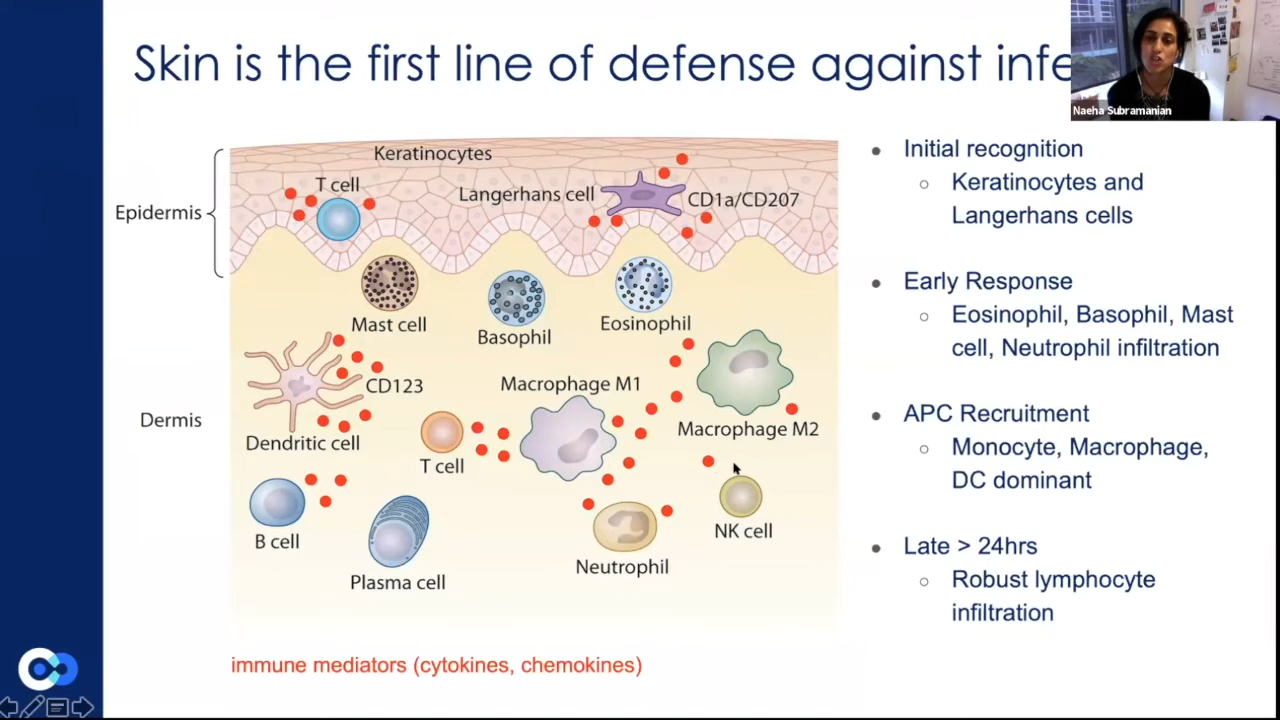 Skin is the first line of defense against infe
Naeha Subramanian
Keratinocytes
T cell
Langerhans cell
CD1a/CD207
Epidermis
Mast cell
Basophil
Eosinophil
CD123
Macrophage M1
Dermis
Dendritic cell
T cell
Macrophage M2
B cell
Plasma cell
Neutrophil
NK cell
immune mediators (cytokines, chemokines)
• Initial recognition
○ Keratinocytes and
Langerhans cells
• Early Response
○ Eosinophil, Basophil, Mast
cell, Neutrophil infiltration
• APC Recruitment
○ Monocyte, Macrophage,
DC dominant
• Late > 24hrs
○ Robust lymphocyte
infiltration